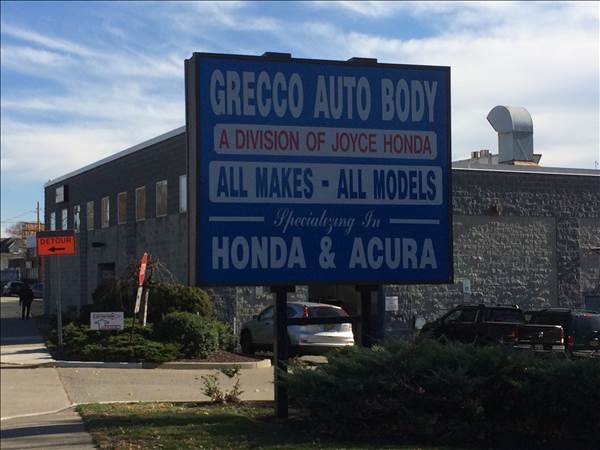 GRECCO AUTO BODY
A DIVISION OF JOYCE HONDA
ALL MAKES - ALL MODELS
Specializing In
HONDA & ACURA
DETOUR